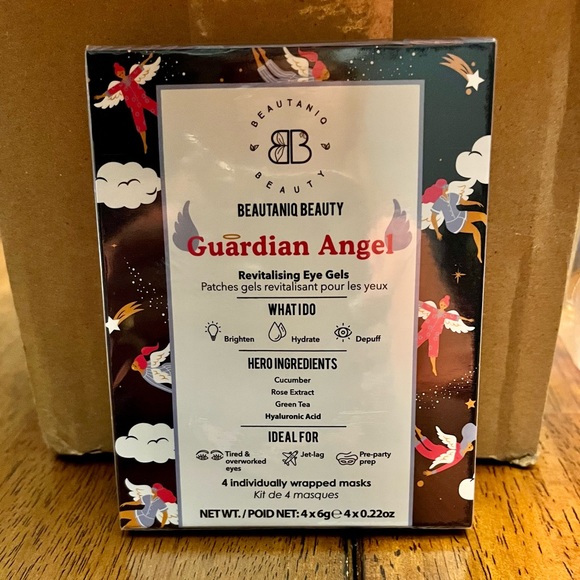 BEAUTANIQ
BB
BEAUTY
BEAUTANIQ BEAUTY
Guardian Angel
Revitalising Eye Gels
Patches gels revitalisant pour les yeux
WHAT I DO
Brighten Hydrate Depuff
HERO INGREDIENTS
Cucumber
Rose Extract
Green Tea
Hyaluronic Acid
IDEAL FOR
Tired & overworked eyes
Jet-lag
Pre-party prep
4 individually wrapped masks
Kit de 4 masques
NET WT. / POID NET: 4 x 6g ℮ 4 x 0.22oz